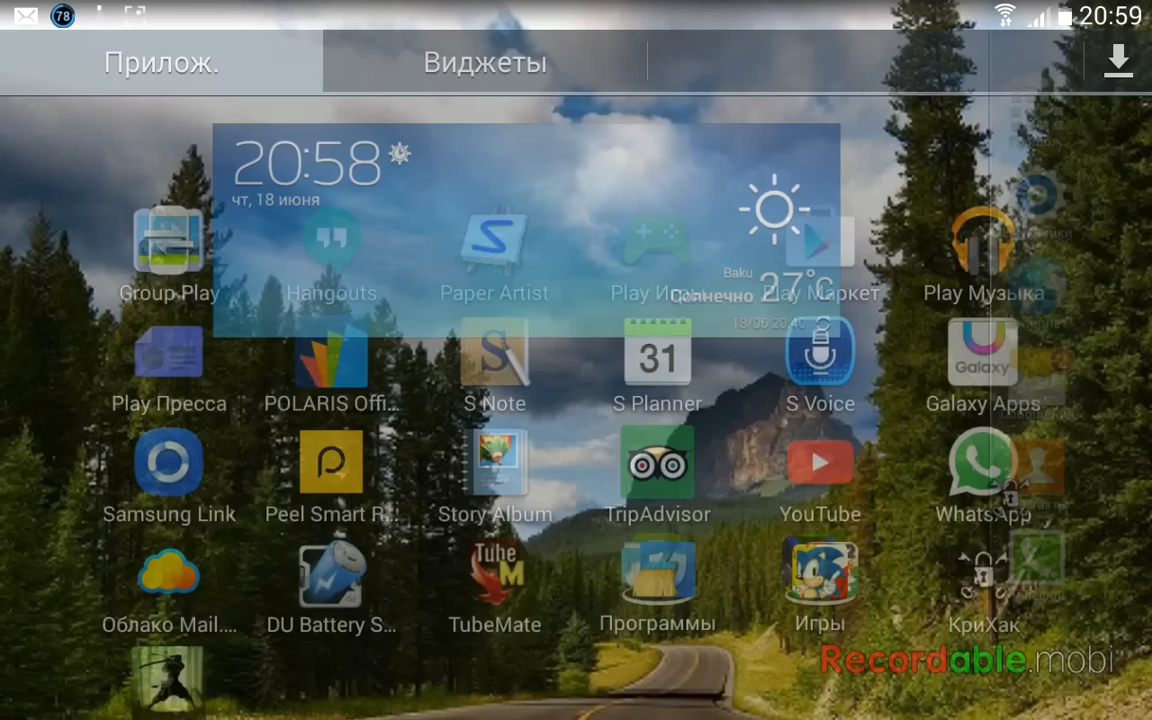 78 20:59
Прилож. Виджеты
20:58
чт, 18 июня
Baku
27°C
Солнечно
18/06 20:40
Group Play Hangouts Paper Artist Play Маркет Play Музыка
31
Galaxy
Play Пресса POLARIS Offi... S Note S Planner S Voice Galaxy Apps
Samsung Link Peel Smart R... Story Album TripAdvisor YouTube WhatsApp
Tube
M
Облако Mail.... DU Battery S... TubeMate Программы Игры КриХак
Recordable.mobi